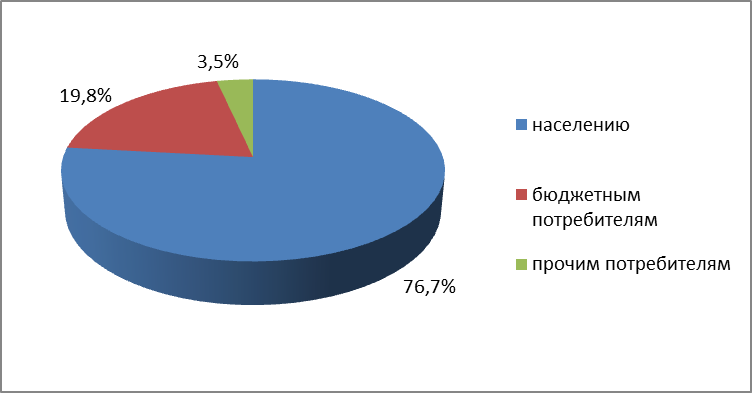 3,5%
19,8%
76,7%
населению
бюджетным
потребителям
прочим потребителям